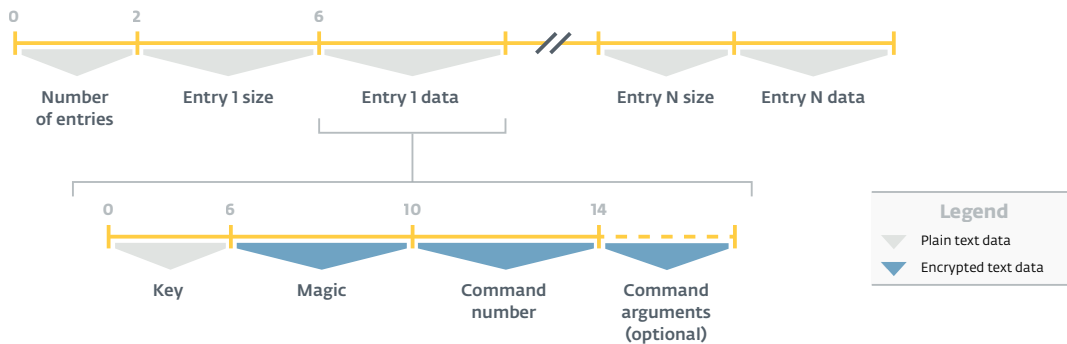 0 2 6
Number
of entries
Entry 1 size
Entry 1 data
Entry N size
Entry N data
0 6 10 14
Key
Magic
Command
number
Command
arguments
(optional)
Legend
Plain text data
Encrypted text data